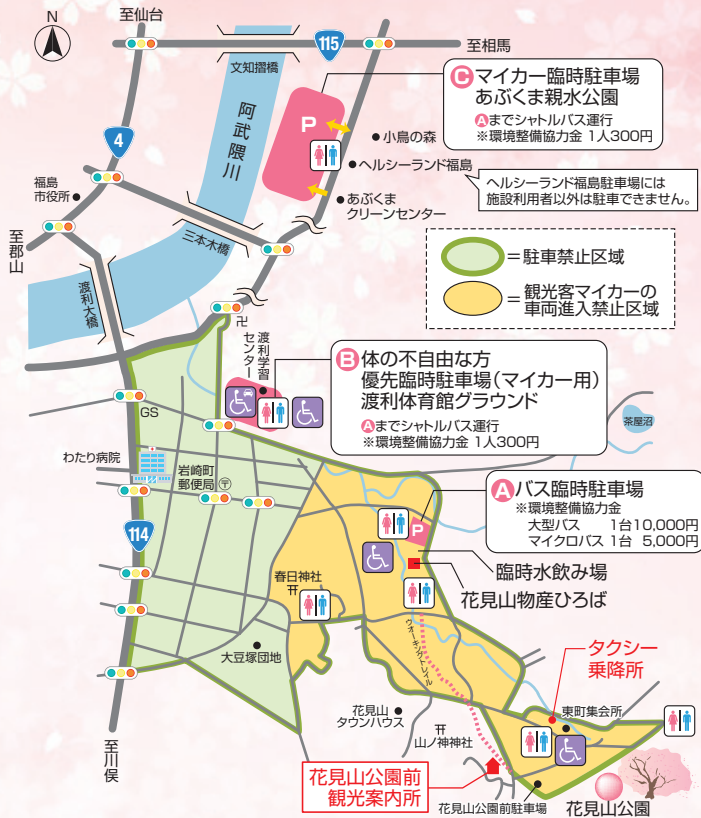 N
至仙台
115
至相馬
文知摺橋
阿武隈川
P
C マイカー臨時駐車場
あぶくま親水公園
Aまでシャトルバス運行
※環境整備協力金 1人300円
小鳥の森
ヘルシーランド福島
あぶくま
クリーンセンター
ヘルシーランド福島駐車場には
施設利用者以外は駐車できません。
4
福島
市役所
至郡山
三本木橋
渡利大橋
=駐車禁止区域
=観光客マイカーの
車両進入禁止区域
卍
渡利学習
センター
B 体の不自由な方
優先臨時駐車場(マイカー用)
渡利体育館グラウンド
Aまでシャトルバス運行
※環境整備協力金 1人300円
GS
わたり病院
岩崎町
郵便局
〒
茶屋沼
A バス臨時駐車場
※環境整備協力金
大型バス 1台10,000円
マイクロバス 1台 5,000円
P
114
臨時水飲み場
花見山物産ひろば
春日神社
ウォーキングトレイル
大豆塚団地
タクシー
乗降所
東町集会所
花見山
タウンハウス
山ノ神神社
至川俣
花見山公園前
観光案内所
花見山公園前駐車場
花見山公園